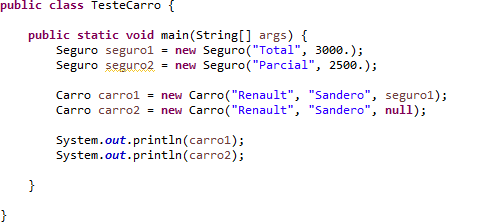 public class TesteCarro {
public static void main(String[] args) {
Seguro seguro1 = new Seguro("Total", 3000.);
Seguro seguro2 = new Seguro("Parcial", 2500.);
Carro carro1 = new Carro("Renault", "Sandero", seguro1);
Carro carro2 = new Carro("Renault", "Sandero", null);
System.out.println(carro1);
System.out.println(carro2);
}
}